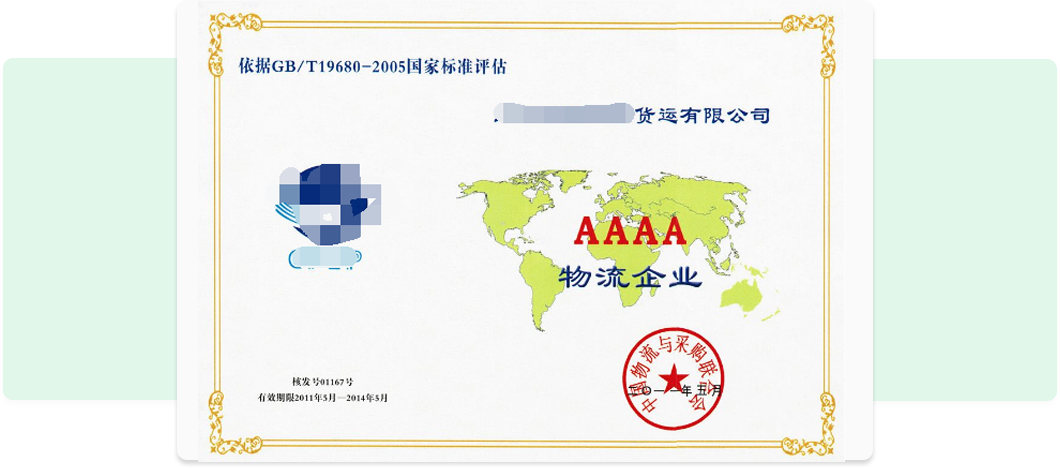 依据GB/T19680-2005国家标准评估
货运有限公司
AAAA
物流企业
中国物流与采购联合会
二〇一一年五月
核发号01167号
有效期限2011年5月—2014年5月